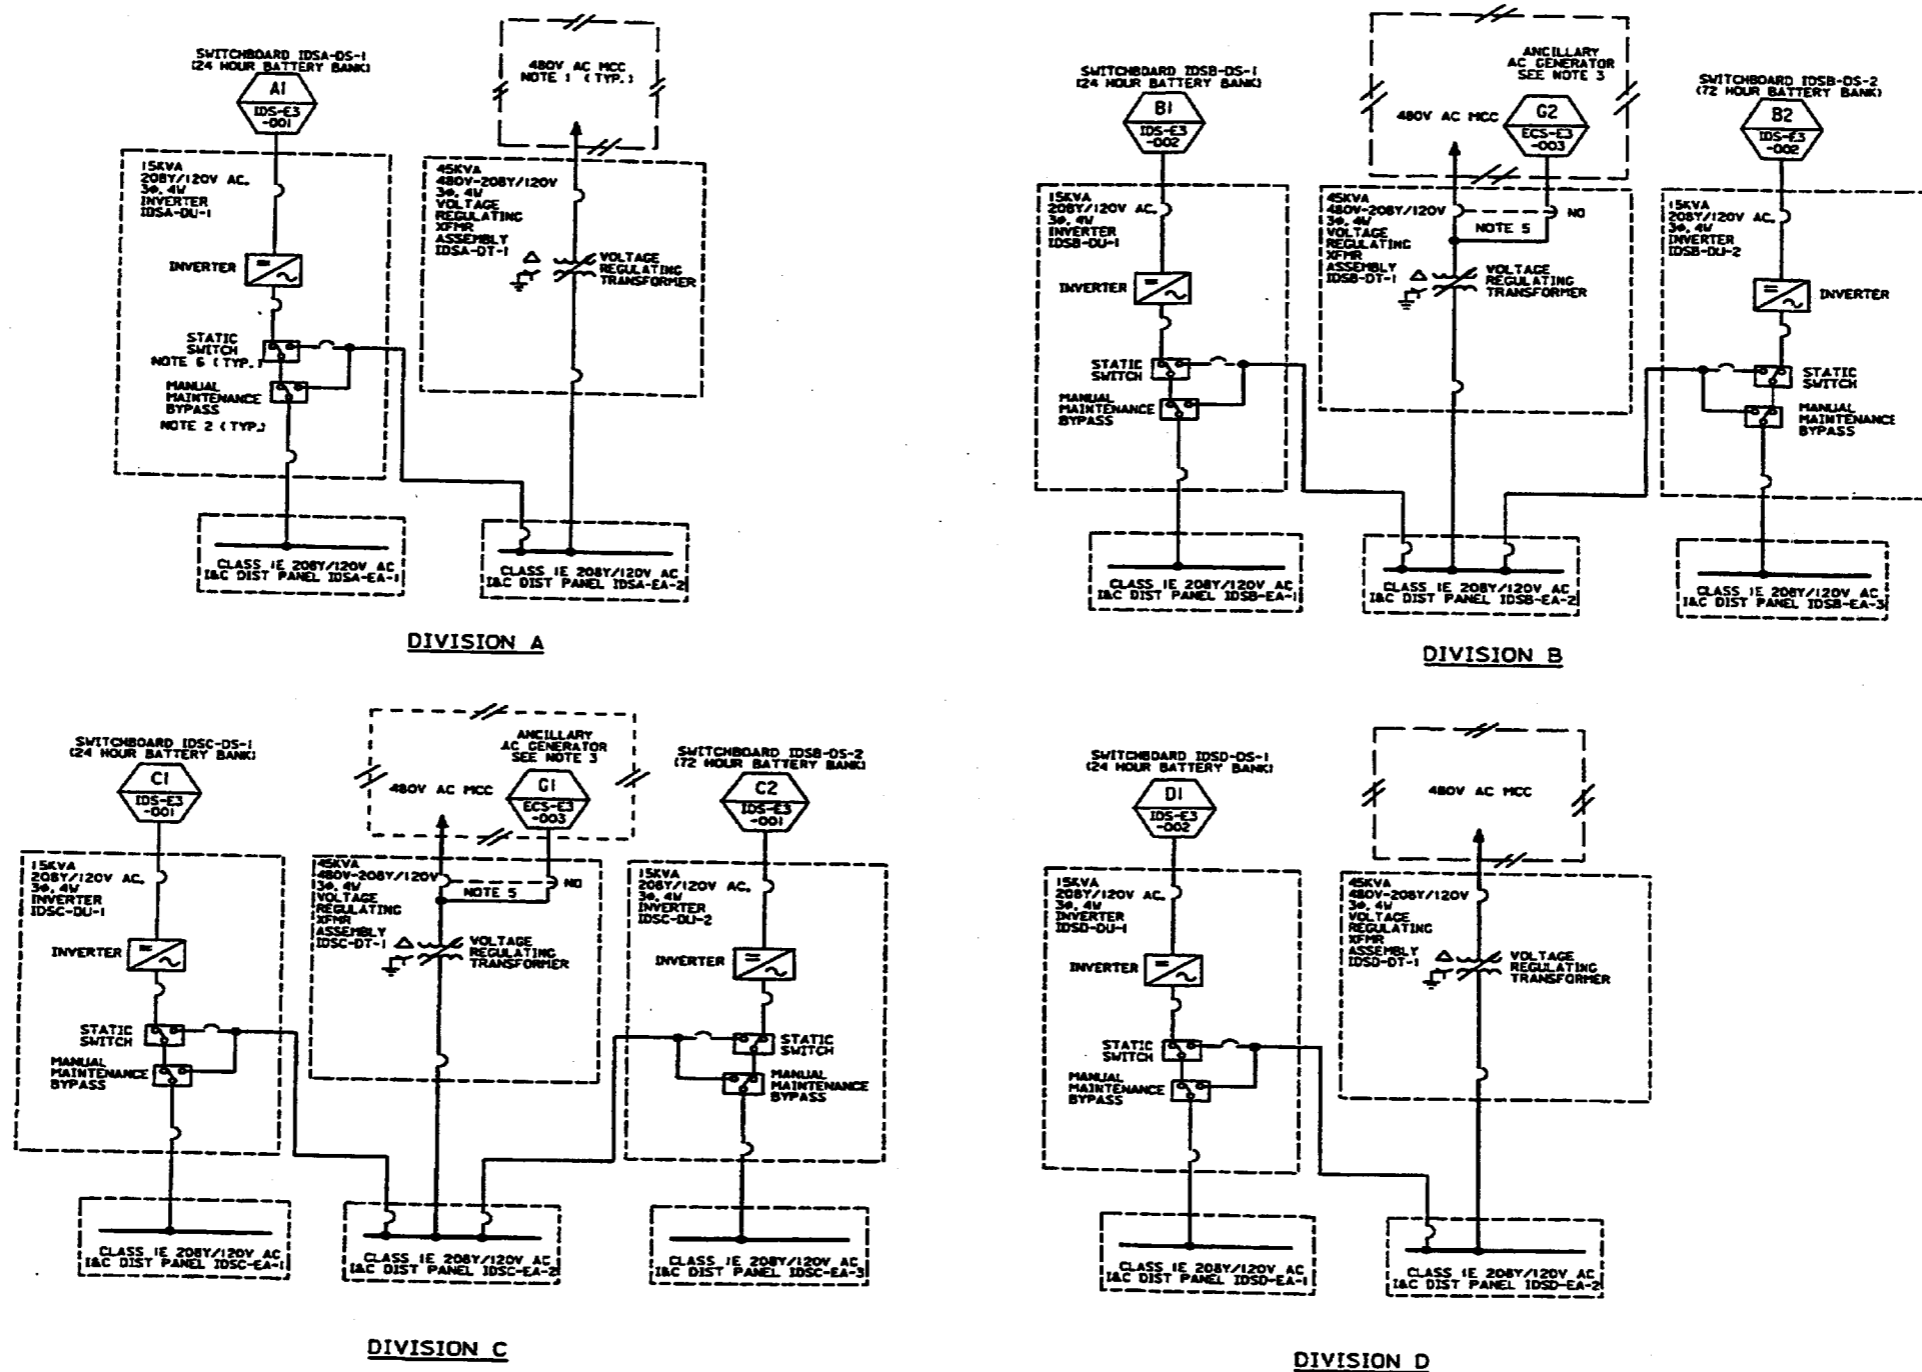 SWITCHBOARD IDSA-DS-1
(24 HOUR BATTERY BANK)
A1
IDS-E3
-001
480V AC MCC
NOTE 1 (TYP.)
15KVA
208Y/120V AC,
3Φ, 4W
INVERTER
IDSA-DU-1
INVERTER
STATIC
SWITCH
NOTE 6 (TYP.)
MANUAL
MAINTENANCE
BYPASS
NOTE 2 (TYP.)
45KVA
480V-208Y/120V
3Φ, 4W
VOLTAGE
REGULATING
XFMR
ASSEMBLY
IDSA-DT-1
VOLTAGE
REGULATING
TRANSFORMER
CLASS 1E 208Y/120V AC
I&C DIST PANEL IDSA-EA-1
CLASS 1E 208Y/120V AC
I&C DIST PANEL IDSA-EA-2
DIVISION A
SWITCHBOARD IDSB-DS-1
(24 HOUR BATTERY BANK)
B1
IDS-E3
-002
ANCILLARY
AC GENERATOR
SEE NOTE 3
480V AC MCC
G2
ECS-E3
-003
SWITCHBOARD IDSB-DS-2
(72 HOUR BATTERY BANK)
B2
IDS-E3
-002
15KVA
208Y/120V AC,
3Φ, 4W
INVERTER
IDSB-DU-1
INVERTER
STATIC
SWITCH
MANUAL
MAINTENANCE
BYPASS
45KVA
480V-208Y/120V
3Φ, 4W
VOLTAGE
REGULATING
XFMR
ASSEMBLY
IDSB-DT-1
NO
NOTE 5
VOLTAGE
REGULATING
TRANSFORMER
15KVA
208Y/120V AC,
3Φ, 4W
INVERTER
IDSB-DU-2
INVERTER
STATIC
SWITCH
MANUAL
MAINTENANCE
BYPASS
CLASS 1E 208Y/120V AC
I&C DIST PANEL IDSB-EA-1
CLASS 1E 208Y/120V AC
I&C DIST PANEL IDSB-EA-2
CLASS 1E 208Y/120V AC
I&C DIST PANEL IDSB-EA-3
DIVISION B
SWITCHBOARD IDSC-DS-1
(24 HOUR BATTERY BANK)
C1
IDS-E3
-001
ANCILLARY
AC GENERATOR
SEE NOTE 3
480V AC MCC
G1
ECS-E3
-003
SWITCHBOARD IDSB-DS-2
(72 HOUR BATTERY BANK)
C2
IDS-E3
-001
15KVA
208Y/120V AC,
3Φ, 4W
INVERTER
IDSC-DU-1
INVERTER
STATIC
SWITCH
MANUAL
MAINTENANCE
BYPASS
45KVA
480V-208Y/120V
3Φ, 4W
VOLTAGE
REGULATING
XFMR
ASSEMBLY
IDSC-DT-1
NO
NOTE 5
VOLTAGE
REGULATING
TRANSFORMER
15KVA
208Y/120V AC,
3Φ, 4W
INVERTER
IDSC-DU-2
INVERTER
STATIC
SWITCH
MANUAL
MAINTENANCE
BYPASS
CLASS 1E 208Y/120V AC
I&C DIST PANEL IDSC-EA-1
CLASS 1E 208Y/120V AC
I&C DIST PANEL IDSC-EA-2
CLASS 1E 208Y/120V AC
I&C DIST PANEL IDSC-EA-3
DIVISION C
SWITCHBOARD IDSD-DS-1
(24 HOUR BATTERY BANK)
D1
IDS-E3
-002
480V AC MCC
15KVA
208Y/120V AC,
3Φ, 4W
INVERTER
IDSD-DU-1
INVERTER
STATIC
SWITCH
MANUAL
MAINTENANCE
BYPASS
45KVA
480V-208Y/120V
3Φ, 4W
VOLTAGE
REGULATING
XFMR
ASSEMBLY
IDSD-DT-1
VOLTAGE
REGULATING
TRANSFORMER
CLASS 1E 208Y/120V AC
I&C DIST PANEL IDSD-EA-1
CLASS 1E 208Y/120V AC
I&C DIST PANEL IDSD-EA-2
DIVISION D